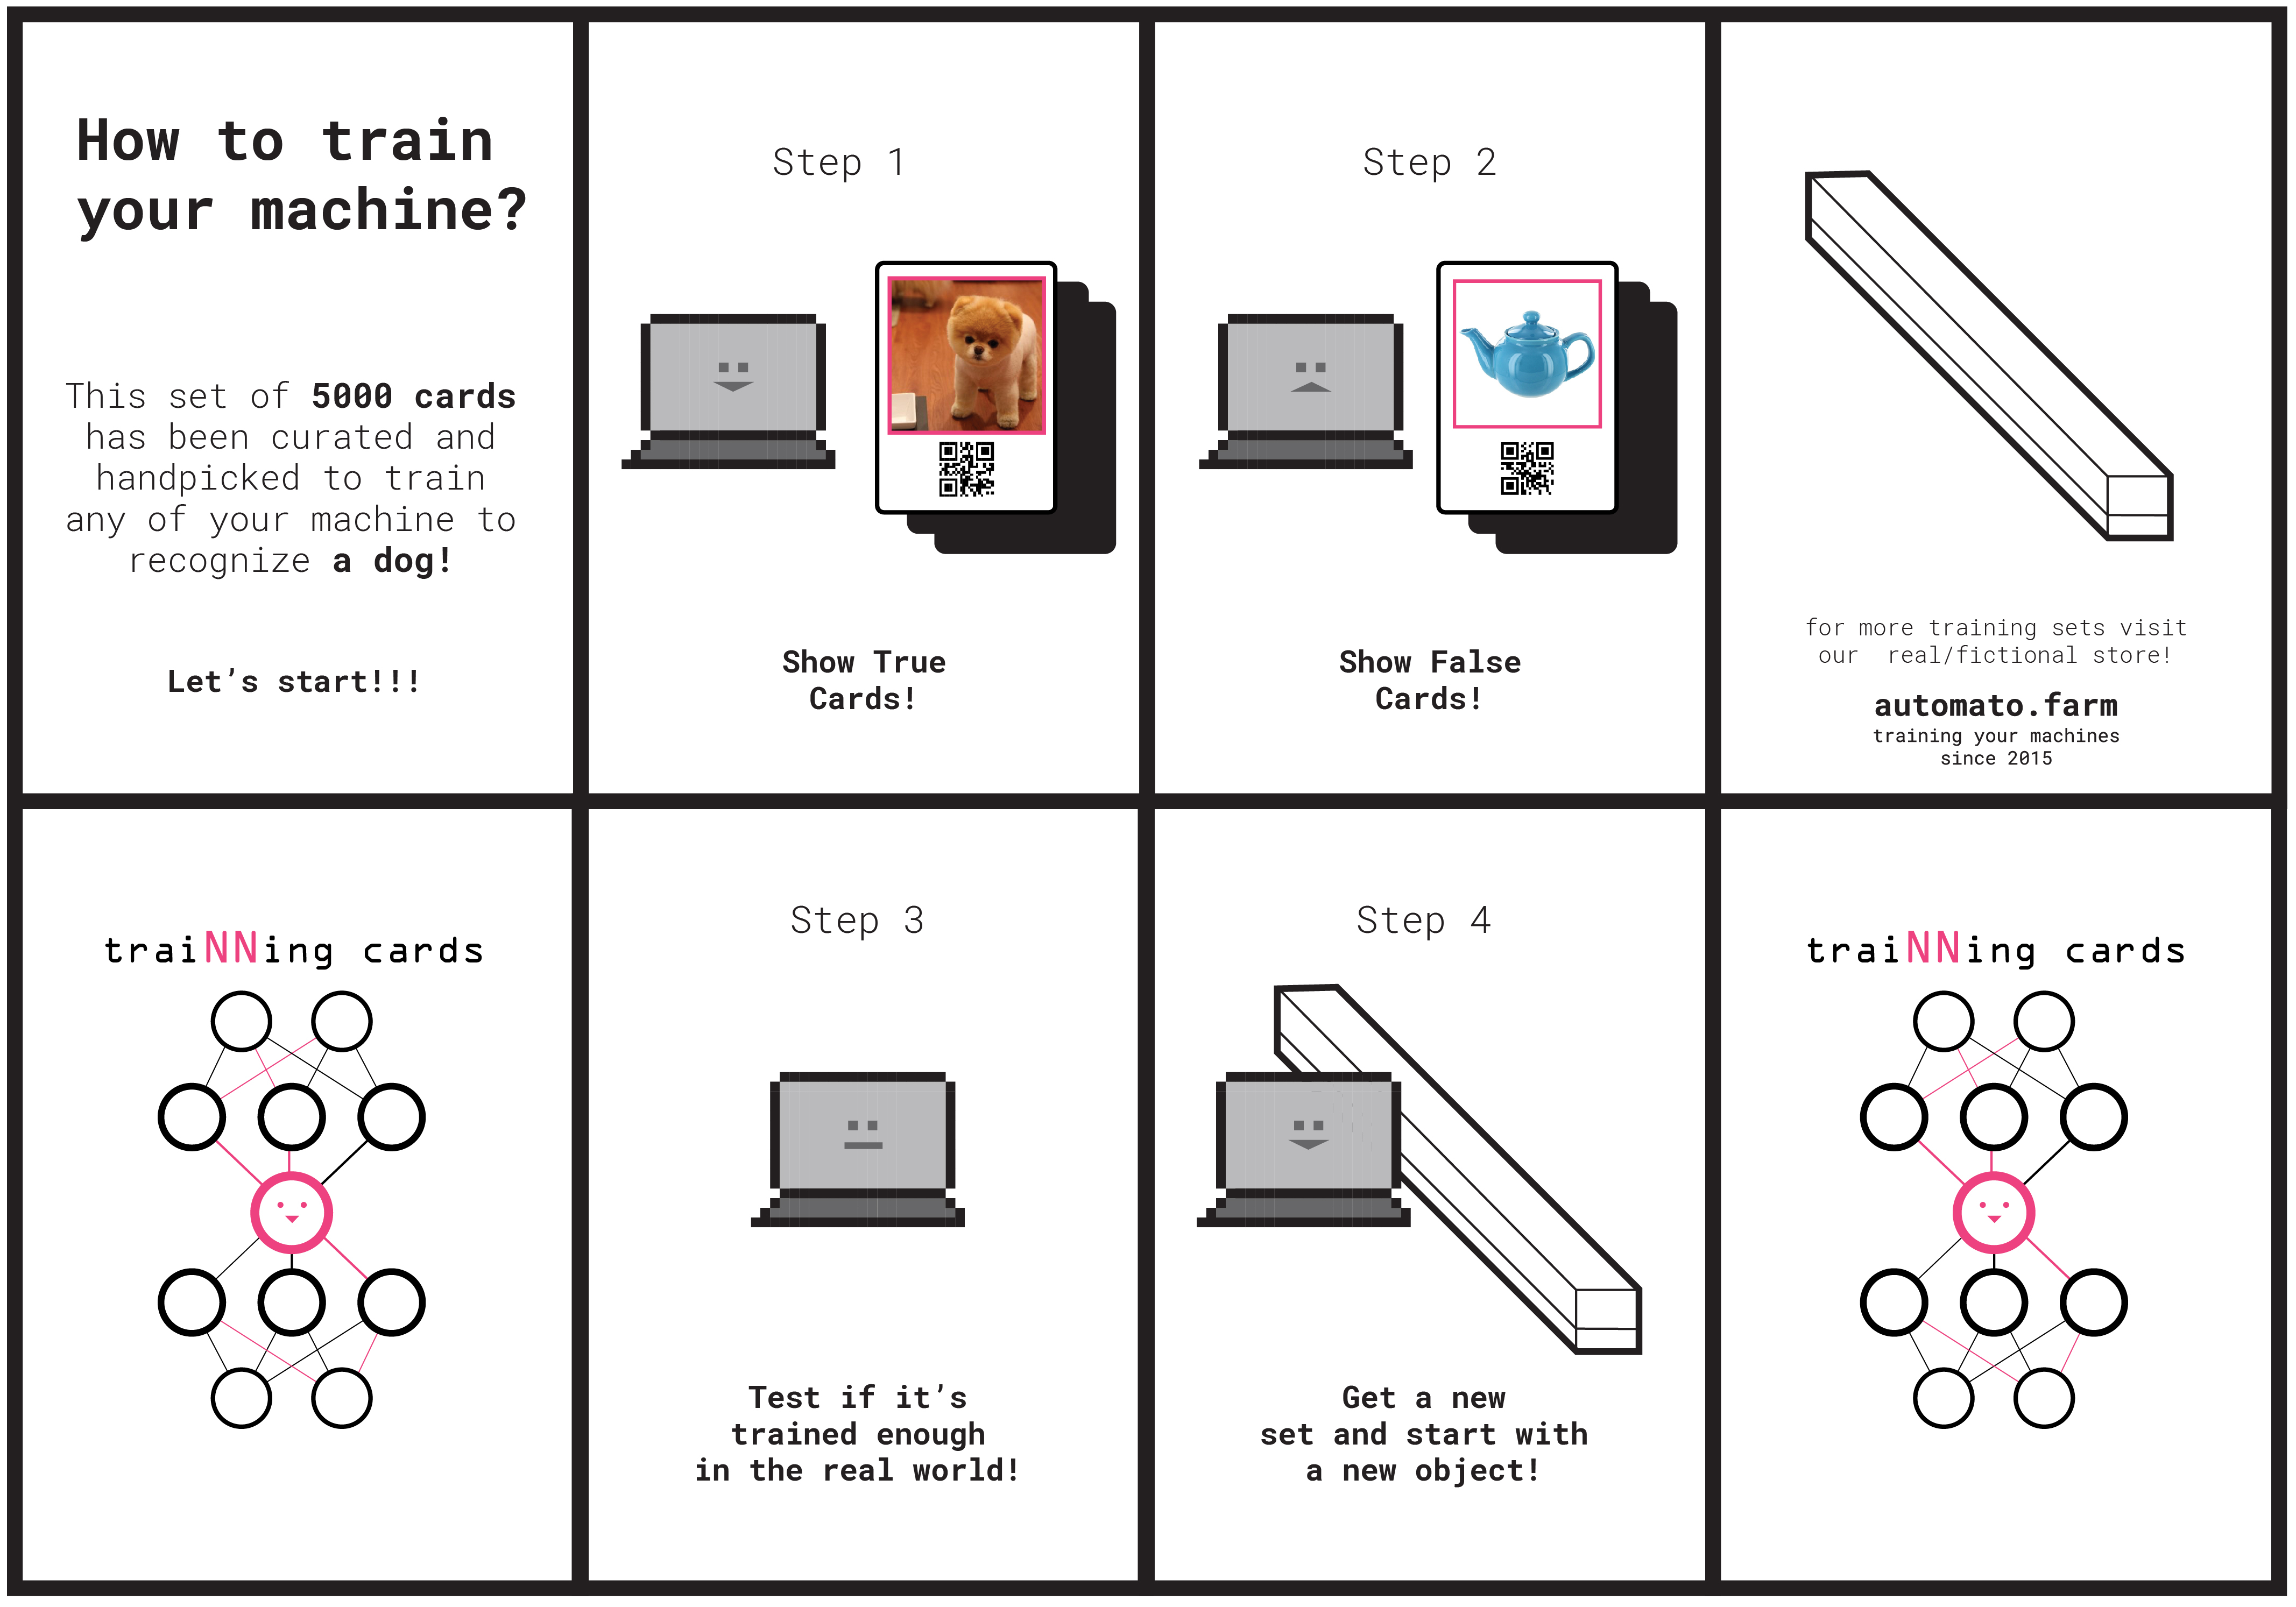 How to train
your machine?
This set of 5000 cards
has been curated and
handpicked to train
any of your machine to
recognize a dog!
Let’s start!!!
Step 1
Show True
Cards!
Step 2
Show False
Cards!
for more training sets visit
our real/fictional store!
automato.farm
training your machines
since 2015
traiNNing cards
Step 3
Test if it’s
trained enough
in the real world!
Step 4
Get a new
set and start with
a new object!
traiNNing cards